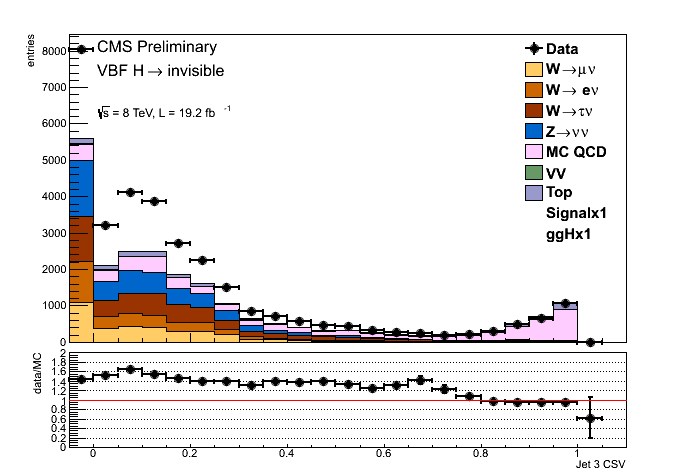 entries
CMS Preliminary
VBF H → invisible
√s = 8 TeV, L = 19.2 fb -1
Data
W→μν
W→ eν
W→τν
Z→νν
MC QCD
VV
Top
Signalx1
ggHx1
8000
7000
6000
5000
4000
3000
2000
1000
0
data/MC
2
1.8
1.6
1.4
1.2
1
0.8
0.6
0.4
0.2
0
0 0.2 0.4 0.6 0.8 1
Jet 3 CSV